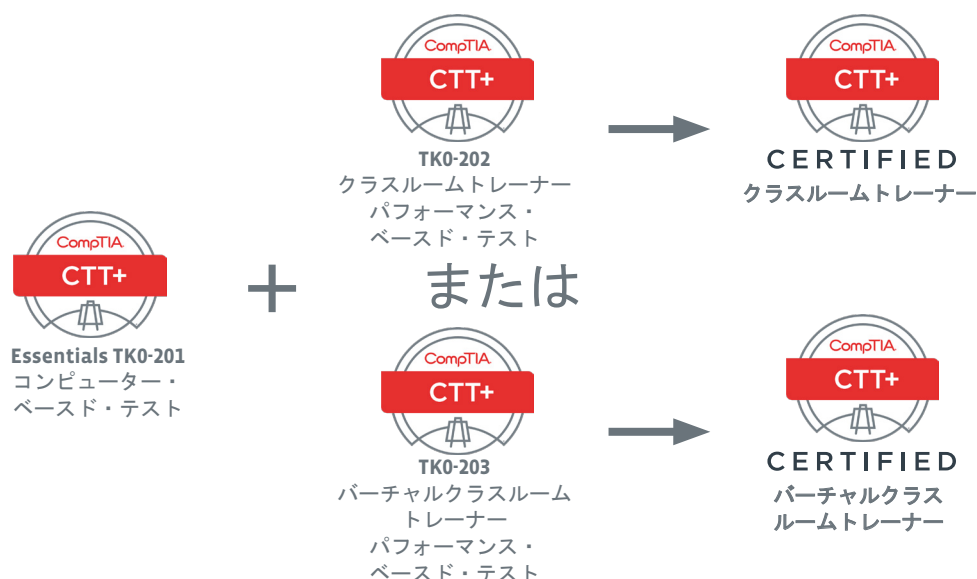 CompTIA.
CTT+
Essentials TK0-201
コンピューター・
ベースド・テスト
+
CompTIA.
CTT+
TK0-202
クラスルームトレーナー
パフォーマンス・
ベースド・テスト
または
CompTIA.
CTT+
TK0-203
バーチャルクラスルーム
トレーナー
パフォーマンス・
ベースド・テスト
CompTIA.
CTT+
CERTIFIED
クラスルームトレーナー
CompTIA.
CTT+
CERTIFIED
バーチャルクラス
ルームトレーナー